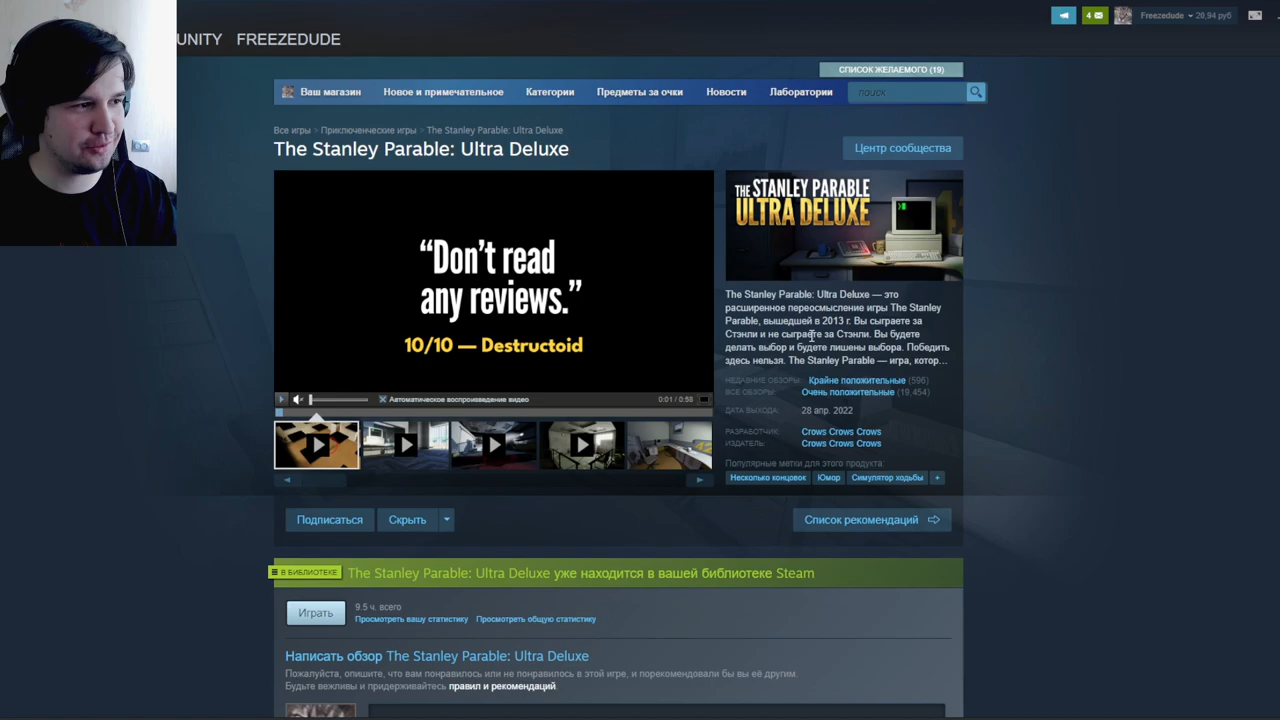 UNITY FREEZEDUDE
4
Freezedude
20,94 руб
СПИСОК ЖЕЛАЕМОГО (19)
Ваш магазин Новое и примечательное Категории Предметы за очки Новости Лаборатории поиск
Все игры > Приключенческие игры > The Stanley Parable: Ultra Deluxe
The Stanley Parable: Ultra Deluxe
Центр сообщества
“Don’t read
any reviews.”
10/10 — Destructoid
Автоматическое воспроизведение видео
0:01 / 0:58
THE STANLEY PARABLE
ULTRA DELUXE
The Stanley Parable: Ultra Deluxe — это
расширенное переосмысление игры The Stanley
Parable, вышедшей в 2013 г. Вы сыграете за
Стэнли и не сыграете за Стэнли. Вы будете
делать выбор и будете лишены выбора. Победить
здесь нельзя. The Stanley Parable — игра, котор...
НЕДАВНИЕ ОБЗОРЫ: Крайне положительные (596)
ВСЕ ОБЗОРЫ: Очень положительные (19,454)
ДАТА ВЫХОДА: 28 апр. 2022
РАЗРАБОТЧИК: Crows Crows Crows
ИЗДАТЕЛЬ: Crows Crows Crows
Популярные метки для этого продукта:
Несколько концовок Юмор Симулятор ходьбы +
Подписаться Скрыть Список рекомендаций
В БИБЛИОТЕКЕ The Stanley Parable: Ultra Deluxe уже находится в вашей библиотеке Steam
Играть
9.5 ч. всего
Просмотреть вашу статистику Просмотреть общую статистику
Написать обзор The Stanley Parable: Ultra Deluxe
Пожалуйста, опишите, что вам понравилось или не понравилось в этой игре, и порекомендовали бы вы её другим.
Будьте вежливы и придерживайтесь правил и рекомендаций.